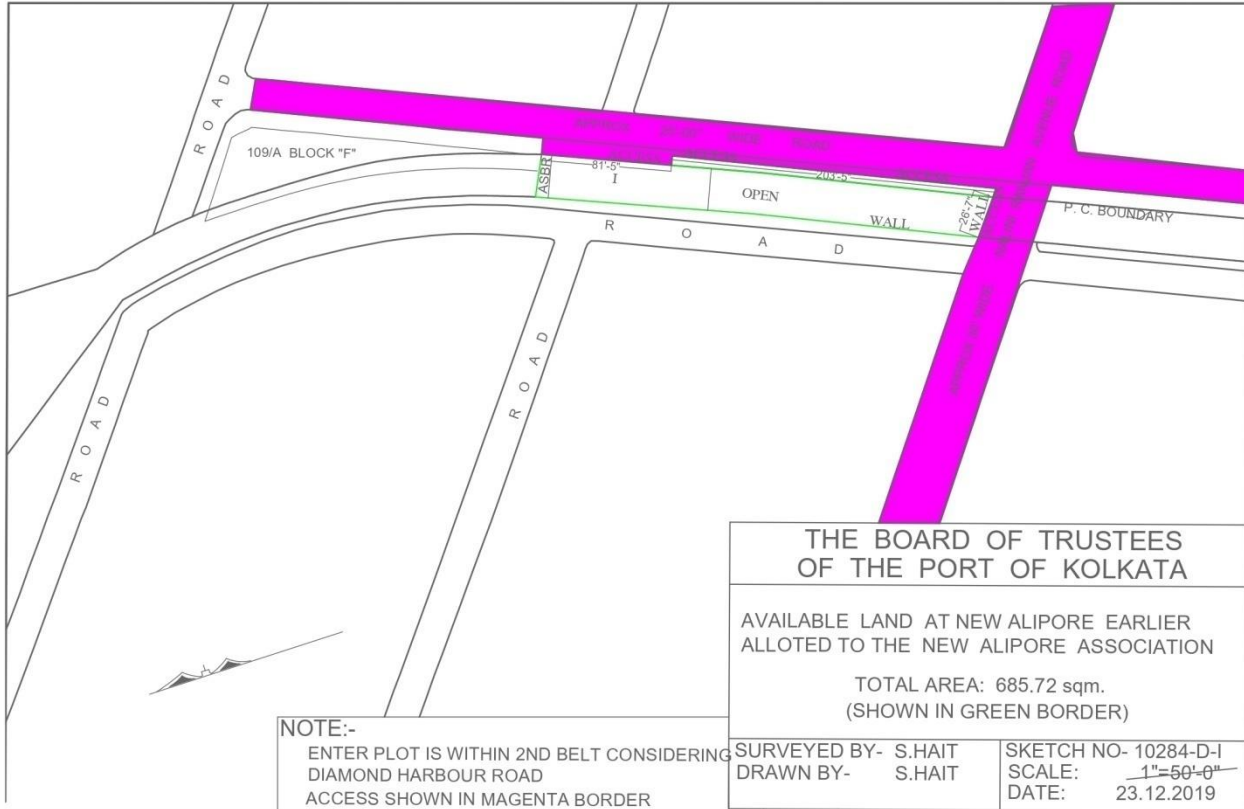 ROAD
109/A BLOCK "F"
ASBR
81'-5"
I
OPEN
203'-5"
WALL
26'-7"
WALL
P. C. BOUNDARY
ROAD
ROAD
ROAD
WIDE ROAD
THE BOARD OF TRUSTEES
OF THE PORT OF KOLKATA
AVAILABLE LAND AT NEW ALIPORE EARLIER
ALLOTED TO THE NEW ALIPORE ASSOCIATION
TOTAL AREA: 685.72 sqm.
(SHOWN IN GREEN BORDER)
SURVEYED BY- S.HAIT
DRAWN BY- S.HAIT
SKETCH NO- 10284-D-I
SCALE: 1"=50'-0"
DATE: 23.12.2019
NOTE:-
ENTER PLOT IS WITHIN 2ND BELT CONSIDERING
DIAMOND HARBOUR ROAD
ACCESS SHOWN IN MAGENTA BORDER